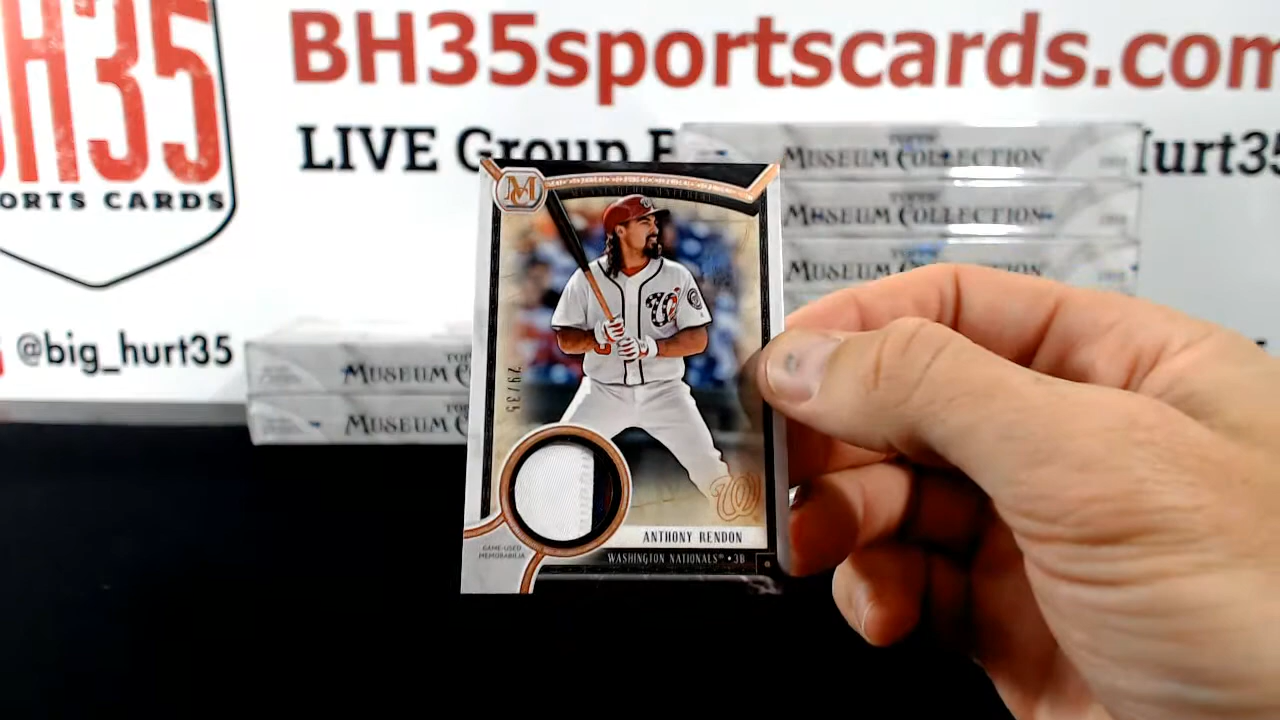 BH35sportscards.com
H35
ORTS CARDS
LIVE Group
urt35
@big_hurt35
MUSEUM COLLECTION
MUSEUM COLLECTION
MUSEUM COLLECTION
MUSEUM C
MUSEUM C
MC
29/35
GAME-USED
MEMORABILIA
ANTHONY RENDON
WASHINGTON NATIONALS • 3B